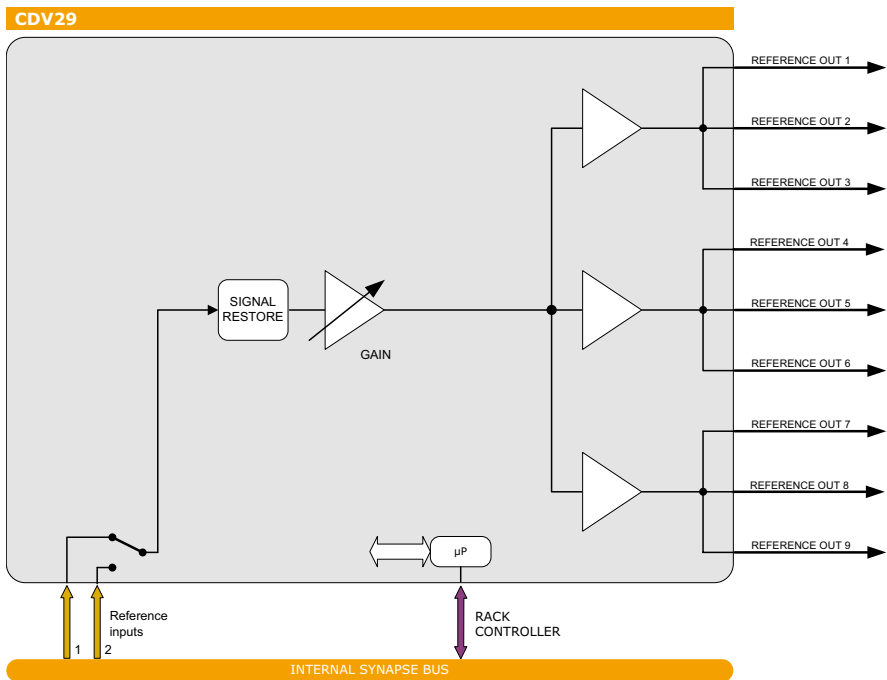 CDV29
REFERENCE OUT 1
REFERENCE OUT 2
REFERENCE OUT 3
REFERENCE OUT 4
SIGNAL
RESTORE
REFERENCE OUT 5
GAIN
REFERENCE OUT 6
REFERENCE OUT 7
REFERENCE OUT 8
µP
REFERENCE OUT 9
Reference
inputs
1
2
RACK
CONTROLLER
INTERNAL SYNAPSE BUS